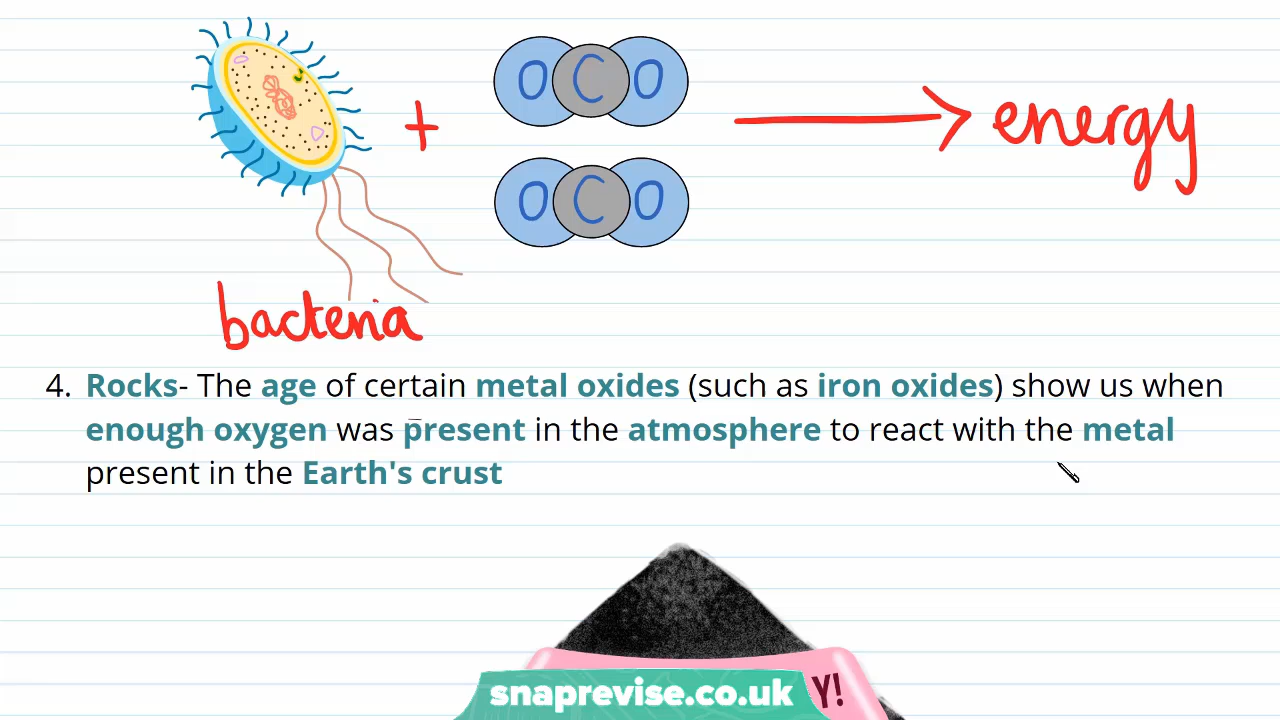 O C O
+ → energy
O C O
bacteria
4. Rocks- The age of certain metal oxides (such as iron oxides) show us when
enough oxygen was present in the atmosphere to react with the metal
present in the Earth's crust
snaprevise.co.uk Y!